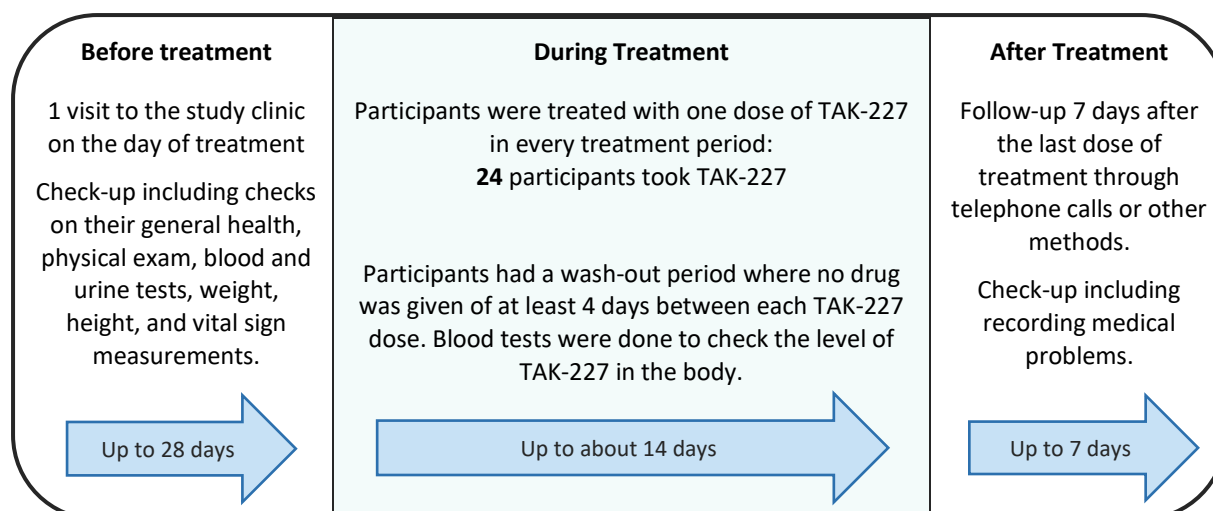 Before treatment
1 visit to the study clinic
on the day of treatment
Check-up including checks
on their general health,
physical exam, blood and
urine tests, weight,
height, and vital sign
measurements.
Up to 28 days
During Treatment
Participants were treated with one dose of TAK-227
in every treatment period:
24 participants took TAK-227
Participants had a wash-out period where no drug
was given of at least 4 days between each TAK-227
dose. Blood tests were done to check the level of
TAK-227 in the body.
Up to about 14 days
After Treatment
Follow-up 7 days after
the last dose of
treatment through
telephone calls or other
methods.
Check-up including
recording medical
problems.
Up to 7 days